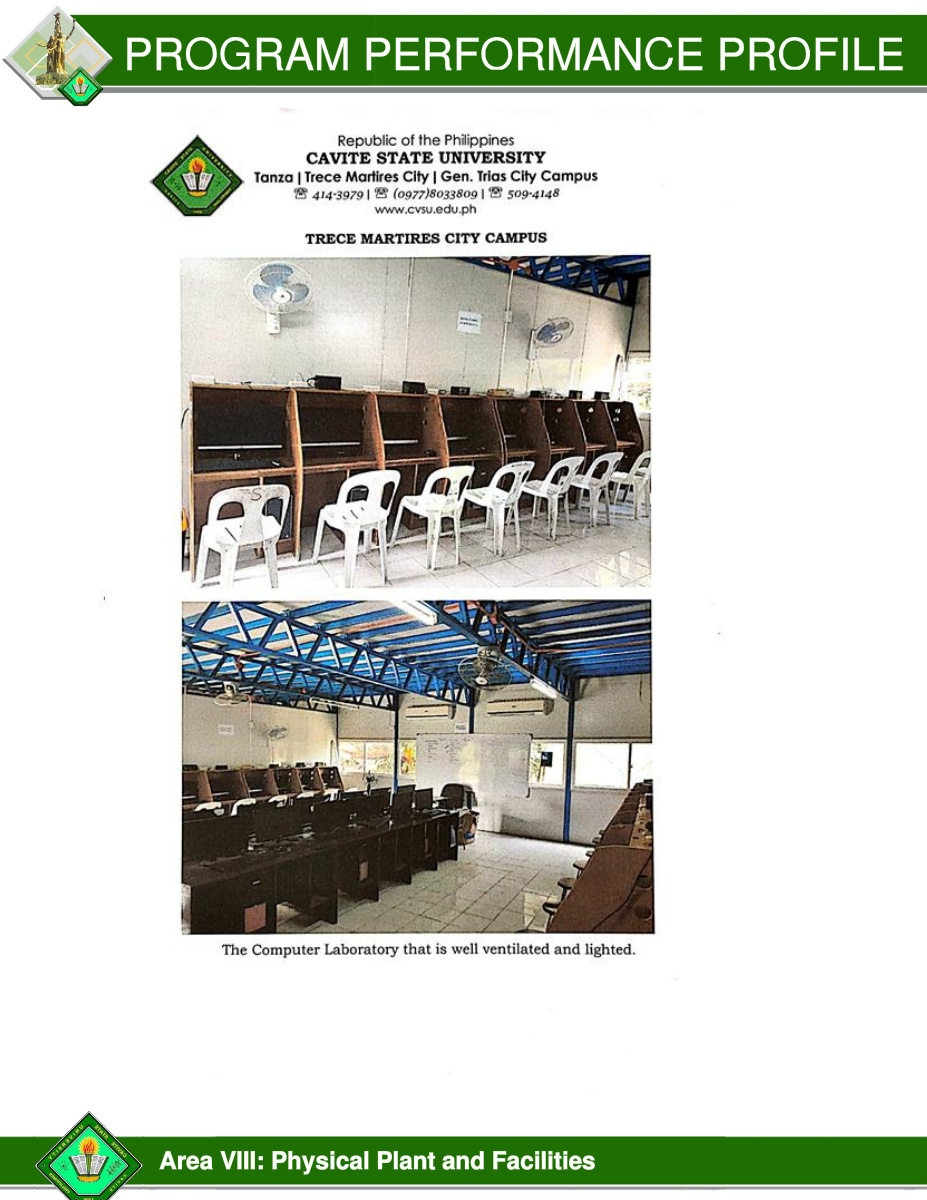 PROGRAM PERFORMANCE PROFILE
Republic of the Philippines
CAVITE STATE UNIVERSITY
Tanza | Trece Martires City | Gen. Trias City Campus
☏ 414-3979 | ☏ (0977)8033809 | ☏ 509-4148
www.cvsu.edu.ph
TRECE MARTIRES CITY CAMPUS
The Computer Laboratory that is well ventilated and lighted.
Area VIII: Physical Plant and Facilities